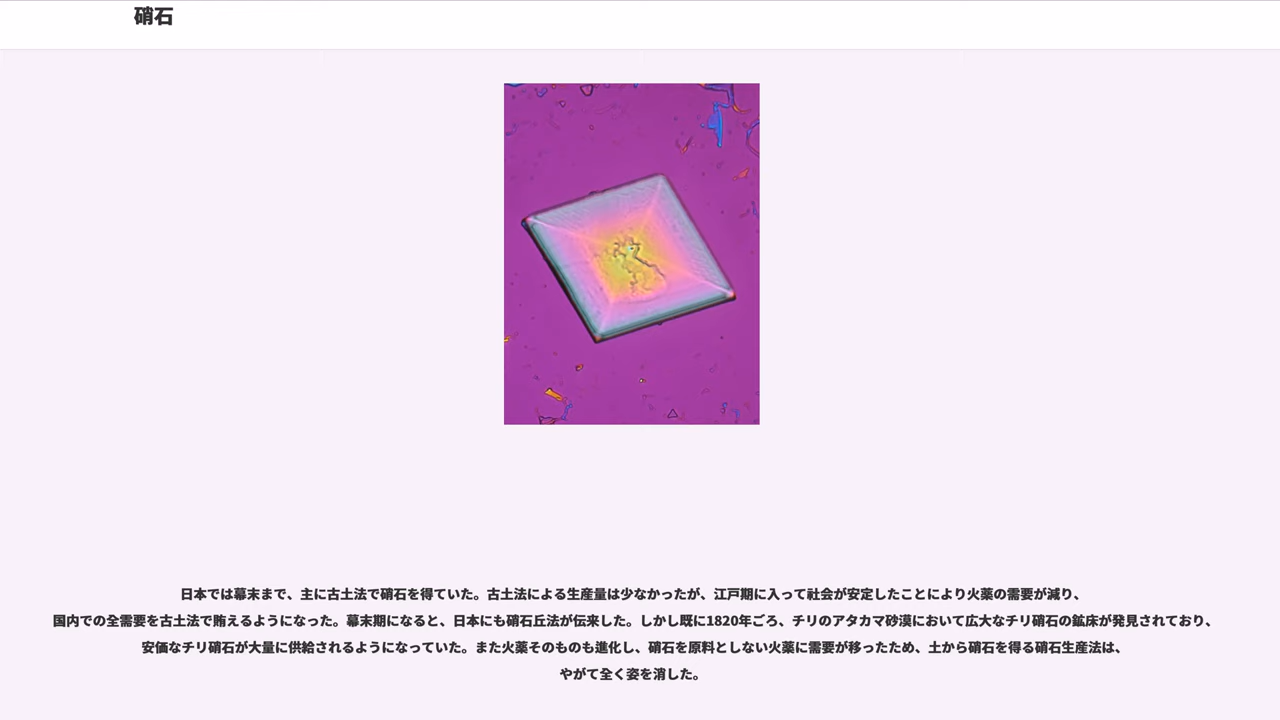 硝石
日本では幕末まで、主に古土法で硝石を得ていた。古土法による生産量は少なかったが、江戸期に入って社会が安定したことにより火薬の需要が減り、
国内での全需要を古土法で賄えるようになった。幕末期になると、日本にも硝石丘法が伝来した。しかし既に1820年ごろ、チリのアタカマ砂漠において広大なチリ硝石の鉱床が発見されており、
安価なチリ硝石が大量に供給されるようになっていた。また火薬そのものも進化し、硝石を原料としない火薬に需要が移ったため、土から硝石を得る硝石生産法は、
やがて全く姿を消した。